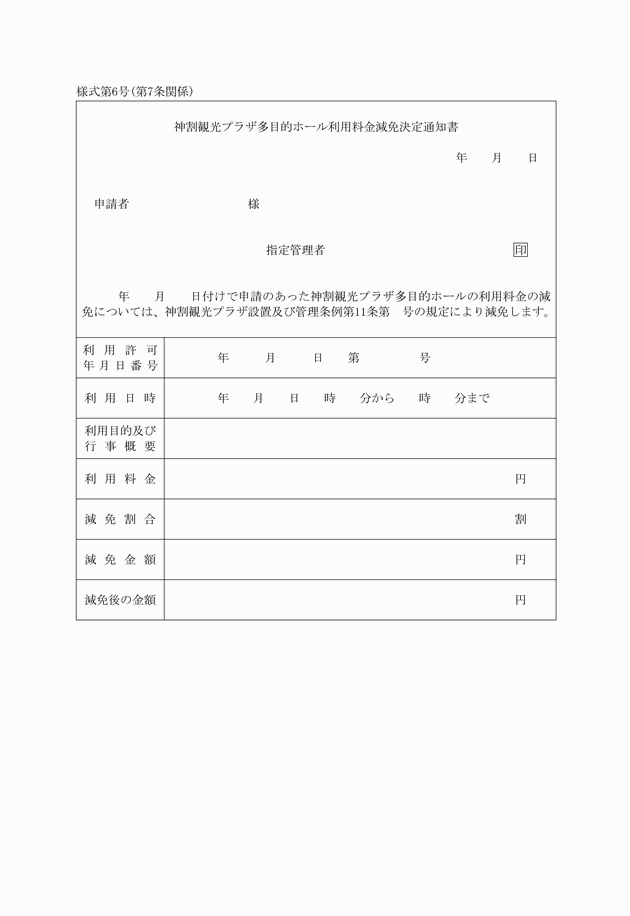 様式第6号(第7条関係)
神割観光プラザ多目的ホール利用料金減免決定通知書
年　　月　　日
申請者　　　　　　　　　　様
指定管理者　　　　　　　　　　　　　　　　印
年　　月　　日付けで申請のあった神割観光プラザ多目的ホールの利用料金の減
免については、神割観光プラザ設置及び管理条例第11条第　号の規定により減免します。
利用許可
年月日番号
年　　　月　　　日　　第　　　　　号
利用日時　　　　　年　　月　　日　　時　　分から　　時　　分まで
利用目的及び
行事概要
利用料金　　　　　　　　　　　　　　　円
減免割合　　　　　　　　　　　　　　　割
減免金額　　　　　　　　　　　　　　　円
減免後の金額　　　　　　　　　　　　　円